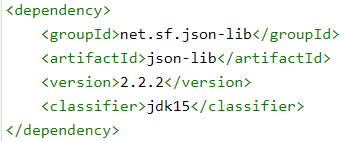 <dependency>
    <groupId>net.sf.json-lib</groupId>
    <artifactId>json-lib</artifactId>
    <version>2.2.2</version>
    <classifier>jdk15</classifier>
</dependency>